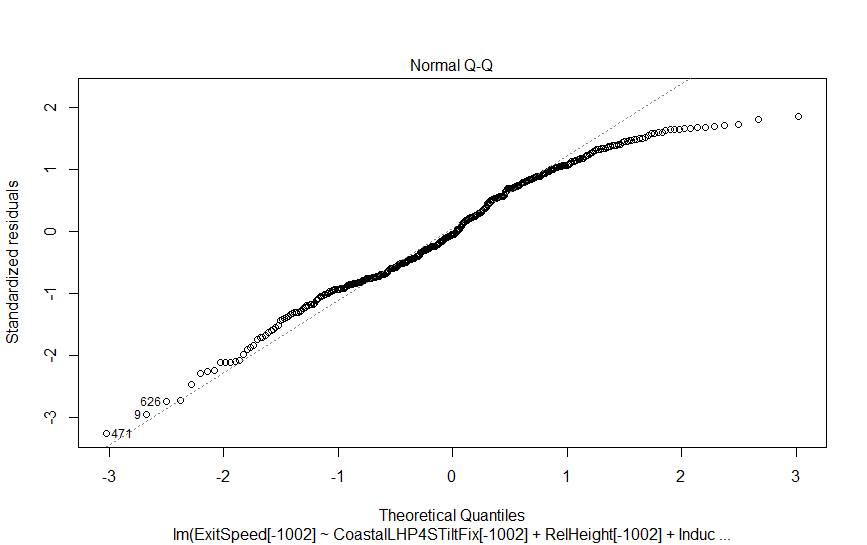 Normal Q-Q
Standardized residuals
2
1
0
-1
-2
-3
626
9
471
-3 -2 -1 0 1 2 3
Theoretical Quantiles
lm(ExitSpeed[-1002] ~ CoastalLHP4STiltFix[-1002] + RelHeight[-1002] + Induc ...